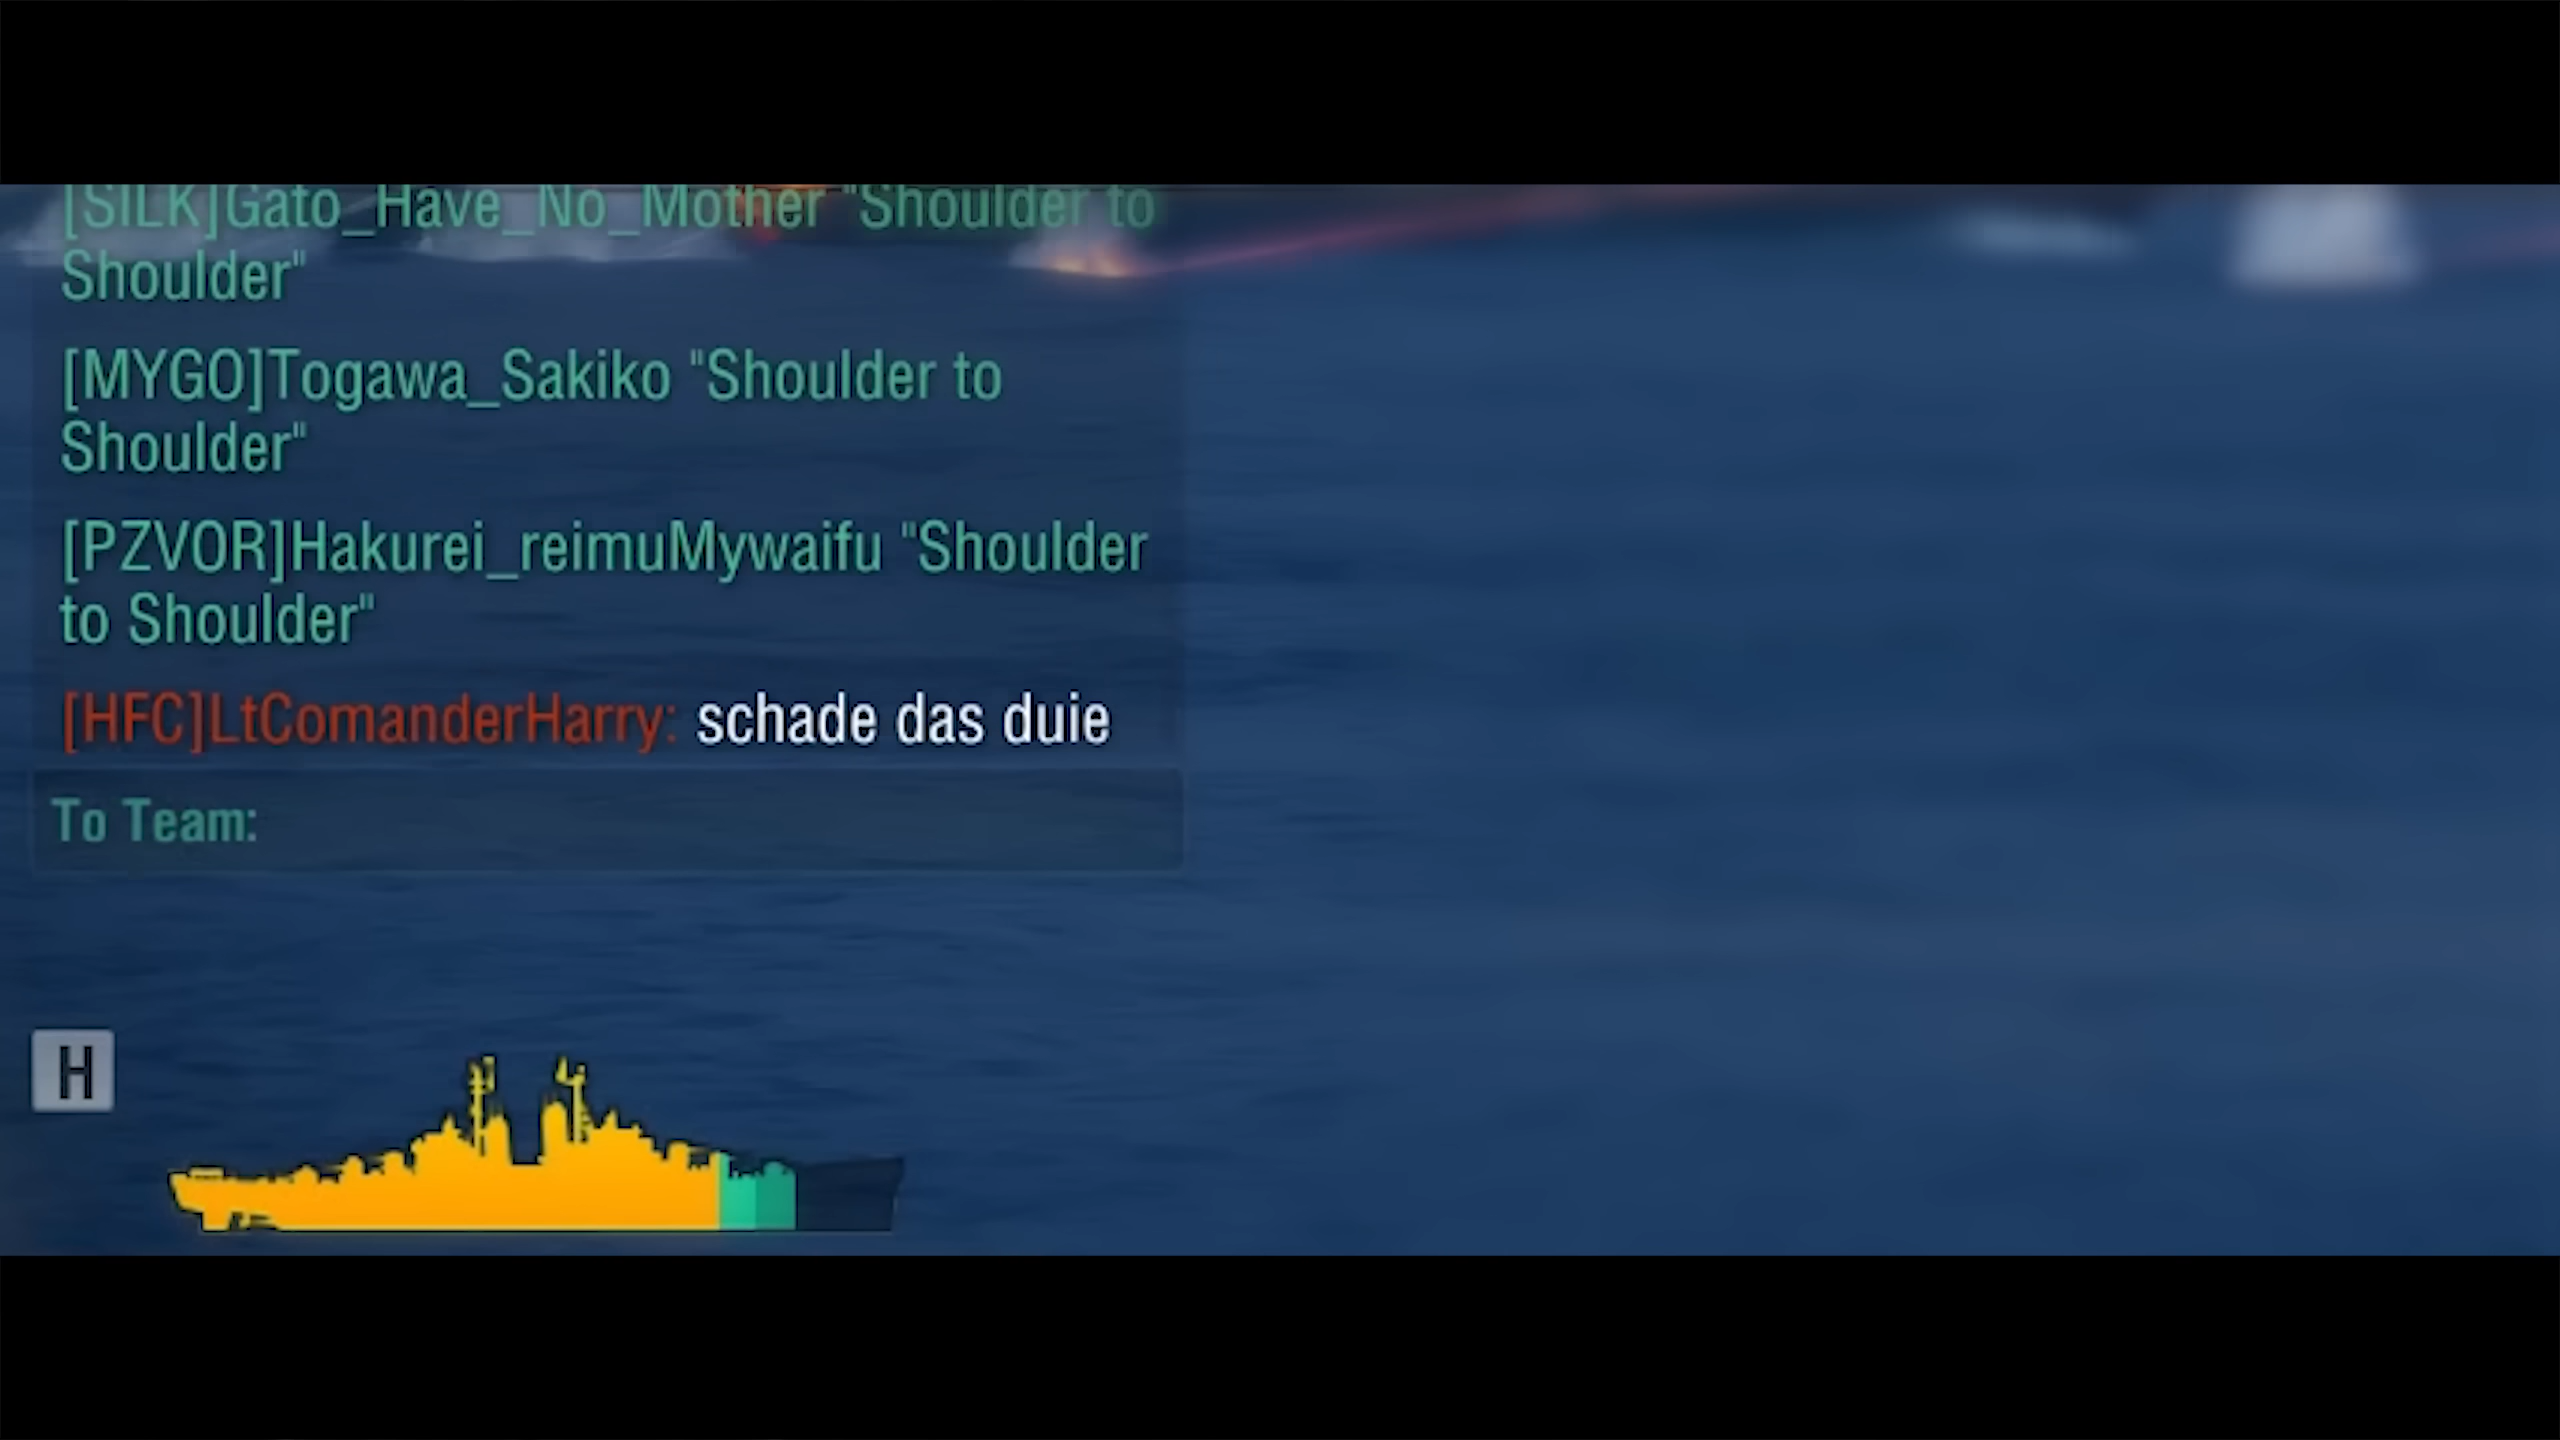 [SILK]Gato_Have_No_Mother "Shoulder to
Shoulder"
[MYGO]Togawa_Sakiko "Shoulder to
Shoulder"
[PZVOR]Hakurei_reimuMywaifu "Shoulder
to Shoulder"
[HFC]LtComanderHarry: schade das duie
To Team:
H